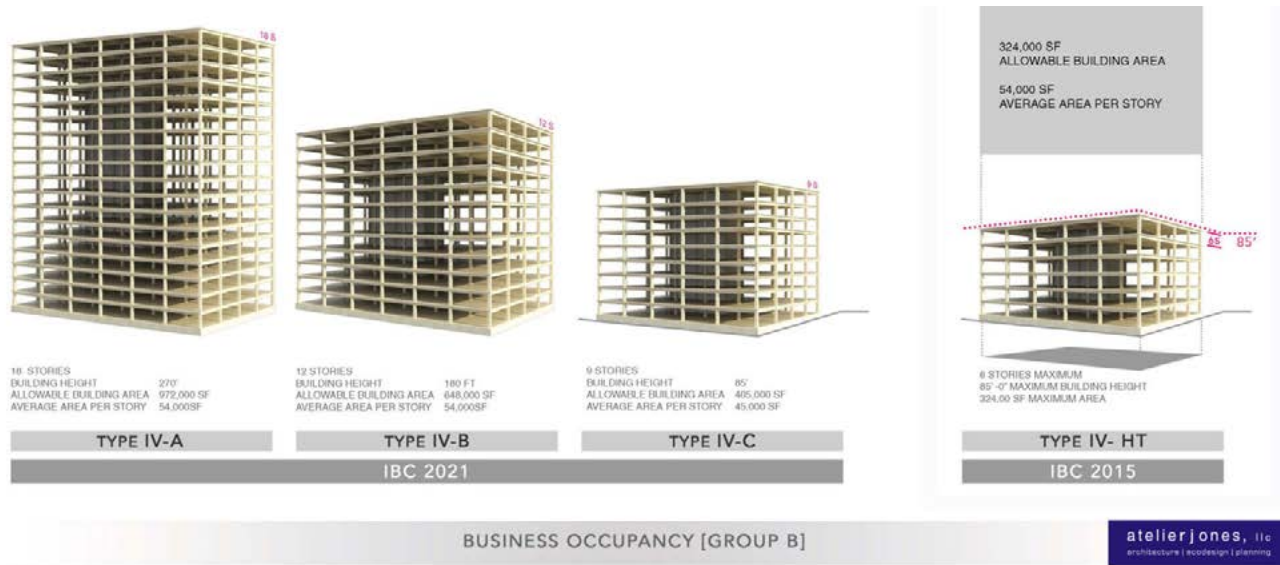 18 S
12 S
9 S
324,000 SF
ALLOWABLE BUILDING AREA
54,000 SF
AVERAGE AREA PER STORY
6S
85'
18 STORIES
BUILDING HEIGHT 270'
ALLOWABLE BUILDING AREA 972,000 SF
AVERAGE AREA PER STORY 54,000SF
TYPE IV-A
12 STORIES
BUILDING HEIGHT 180 FT
ALLOWABLE BUILDING AREA 648,000 SF
AVERAGE AREA PER STORY 54,000SF
TYPE IV-B
9 STORIES
BUILDING HEIGHT 85'
ALLOWABLE BUILDING AREA 405,000 SF
AVERAGE AREA PER STORY 45,000 SF
TYPE IV-C
IBC 2021
6 STORIES MAXIMUM
85' -0" MAXIMUM BUILDING HEIGHT
324,00 SF MAXIMUM AREA
TYPE IV- HT
IBC 2015
BUSINESS OCCUPANCY [GROUP B]
atelierjones, llc
architecture | ecodesign | planning